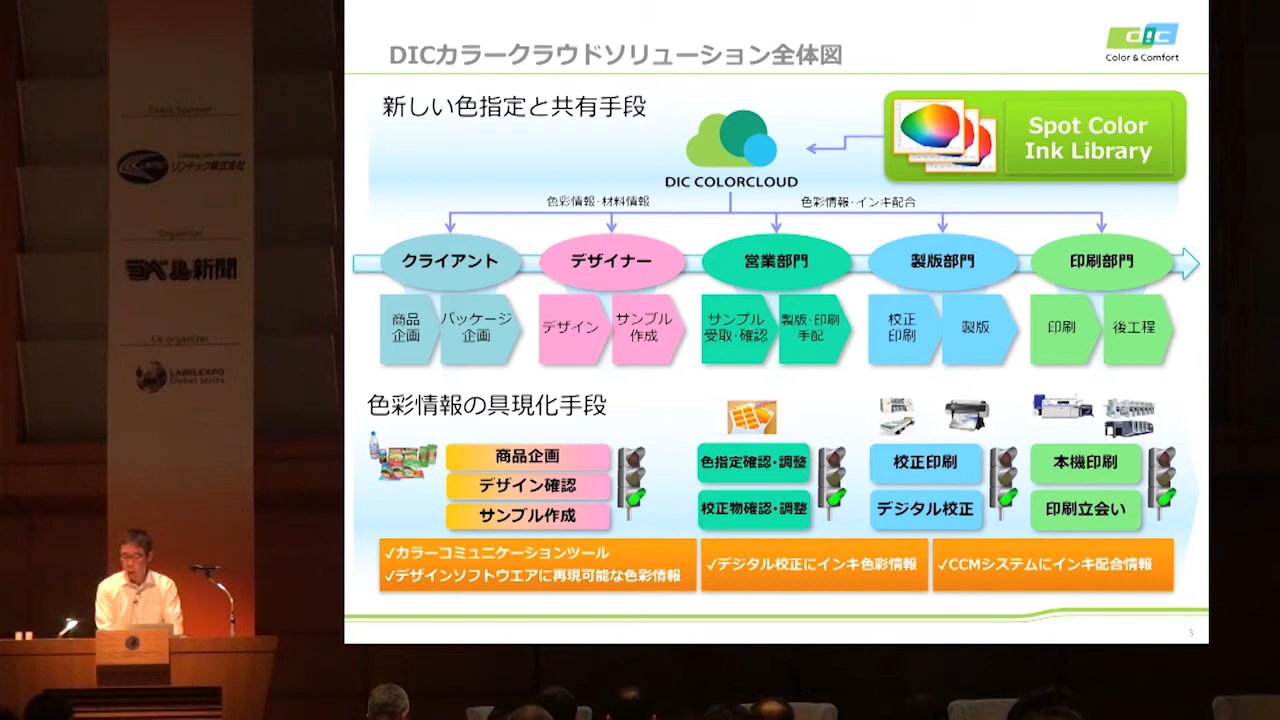 Event Sponsor
リンテック株式会社
Organizer
ラベル新聞
Co-organizer
LABELEXPO
Global series
DICカラークラウドソリューション全体図
dic
Color & Comfort
新しい色指定と共有手段
Spot Color
Ink Library
DIC COLORCLOUD
色彩情報・材料情報
色彩情報・インキ配合
クライアント
デザイナー
営業部門
製版部門
印刷部門
商品
企画
パッケージ
企画
デザイン
サンプル
作成
サンプル
受取・確認
製版・印刷
手配
校正
印刷
製版
印刷
後工程
色彩情報の具現化手段
商品企画
デザイン確認
サンプル作成
色指定確認・調整
校正物確認・調整
校正印刷
デジタル校正
本機印刷
印刷立会い
✓カラーコミュニケーションツール
✓デザインソフトウエアに再現可能な色彩情報
✓デジタル校正にインキ色彩情報
✓CCMシステムにインキ配合情報
3